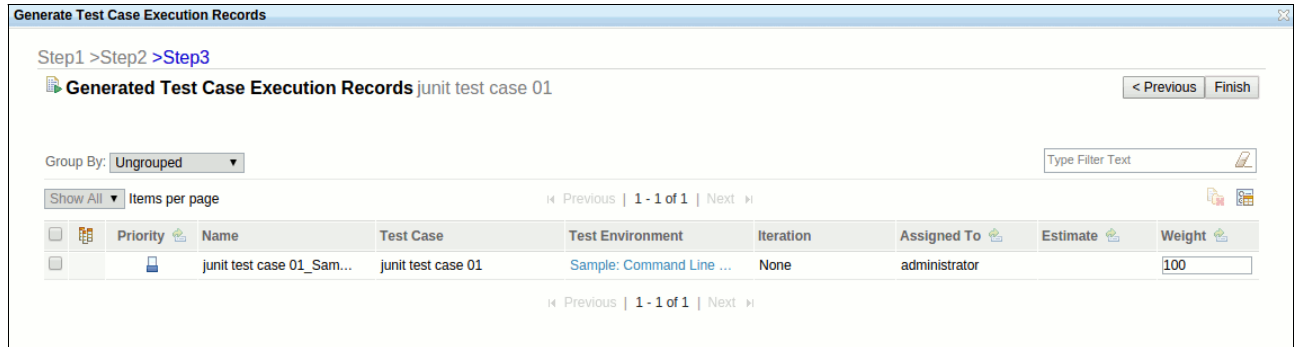 Generate Test Case Execution Records
Step1 >Step2 >Step3
Generated Test Case Execution Records junit test case 01
< Previous Finish
Group By: Ungrouped
Type Filter Text
Show All Items per page
Previous | 1 - 1 of 1 | Next
Priority Name Test Case Test Environment Iteration Assigned To Estimate Weight
junit test case 01_Sam... junit test case 01 Sample: Command Line ... None administrator 100
Previous | 1 - 1 of 1 | Next